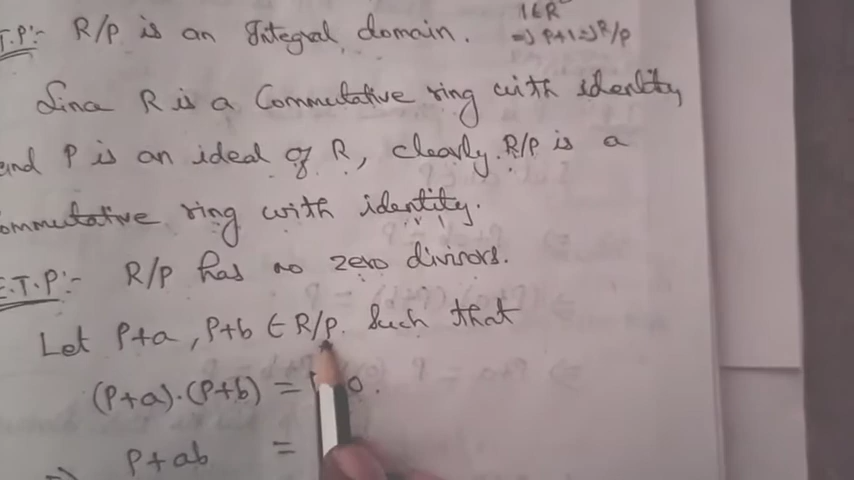 T.P:- R/P is an Integral domain.
1∈R
⇒ P+1 ∈ R/P
Since R is a Commutative ring with identity
and P is an ideal of R, clearly R/P is a
commutative ring with identity.
E.T.P:- R/P has no zero divisors.
Let P+a, P+b ∈ R/P. Such that
(P+a).(P+b) = 0.
⇒ P+ab =